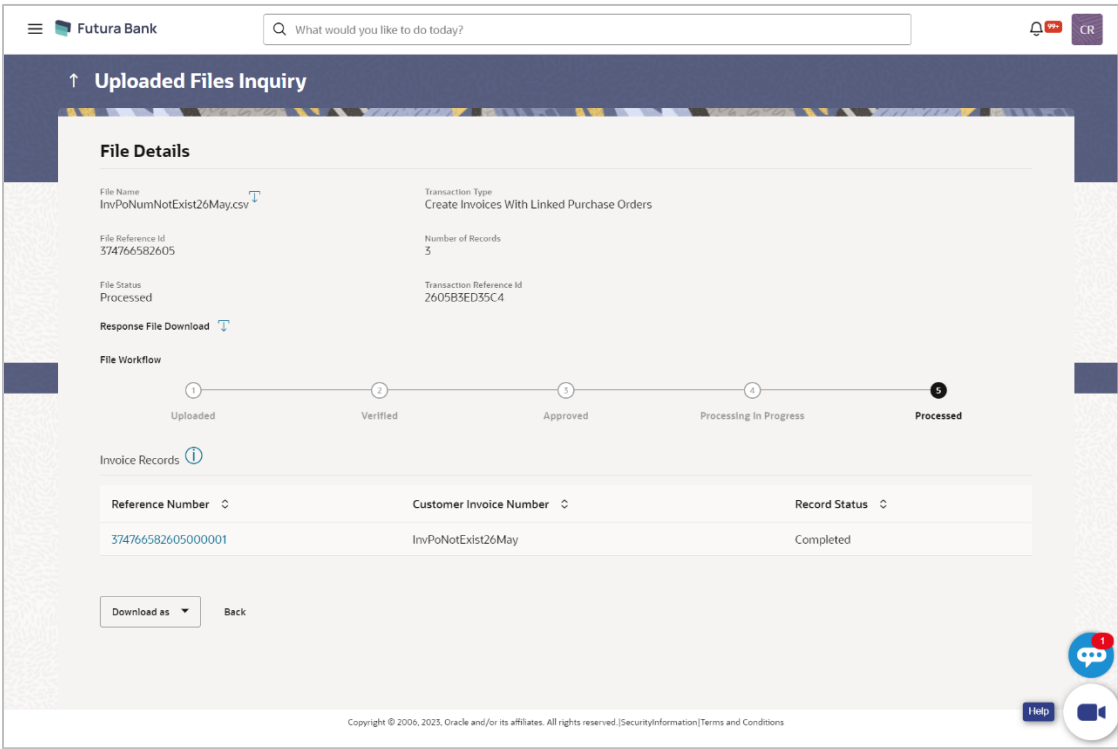 Futura Bank
What would you like to do today?
99+
CR
↑ Uploaded Files Inquiry
File Details
File Name
InvPoNumNotExist26May.csv
Transaction Type
Create Invoices With Linked Purchase Orders
File Reference Id
374766582605
Number of Records
3
File Status
Processed
Transaction Reference Id
2605B3ED35C4
Response File Download
File Workflow
1 2 3 4 5
Uploaded Verified Approved Processing In Progress Processed
Invoice Records
Reference Number Customer Invoice Number Record Status
374766582605000001 InvPoNotExist26May Completed
Download as Back
1
Help
Copyright © 2006, 2023, Oracle and/or its affiliates. All rights reserved.|SecurityInformation|Terms and Conditions